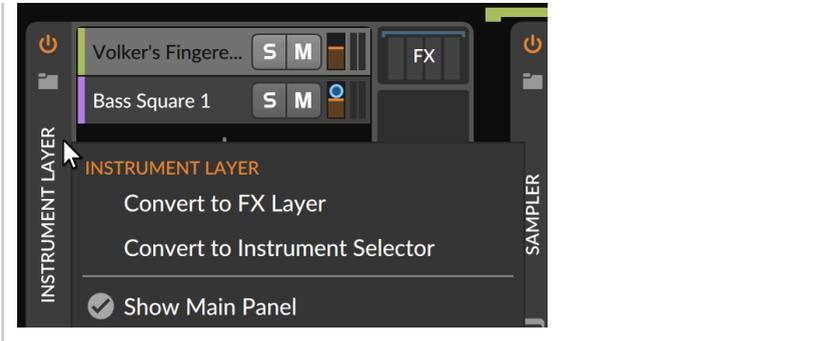 Volker's Fingere...
S M
FX
Bass Square 1
S M
INSTRUMENT LAYER
INSTRUMENT LAYER
Convert to FX Layer
Convert to Instrument Selector
Show Main Panel
SAMPLER